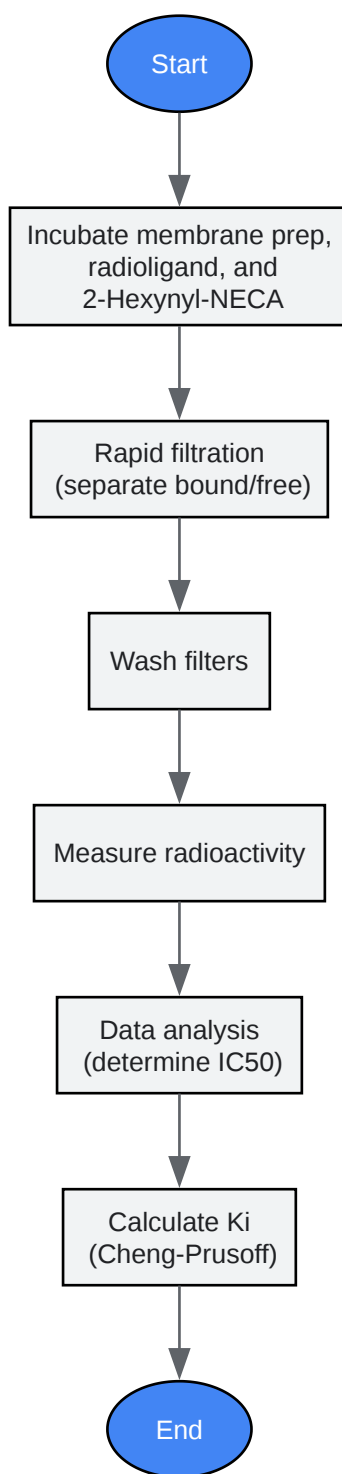 Start
Incubate membrane prep,
radioligand, and
2-Hexynyl-NECA
Rapid filtration
(separate bound/free)
Wash filters
Measure radioactivity
Data analysis
(determine IC50)
Calculate Ki
(Cheng-Prusoff)
End